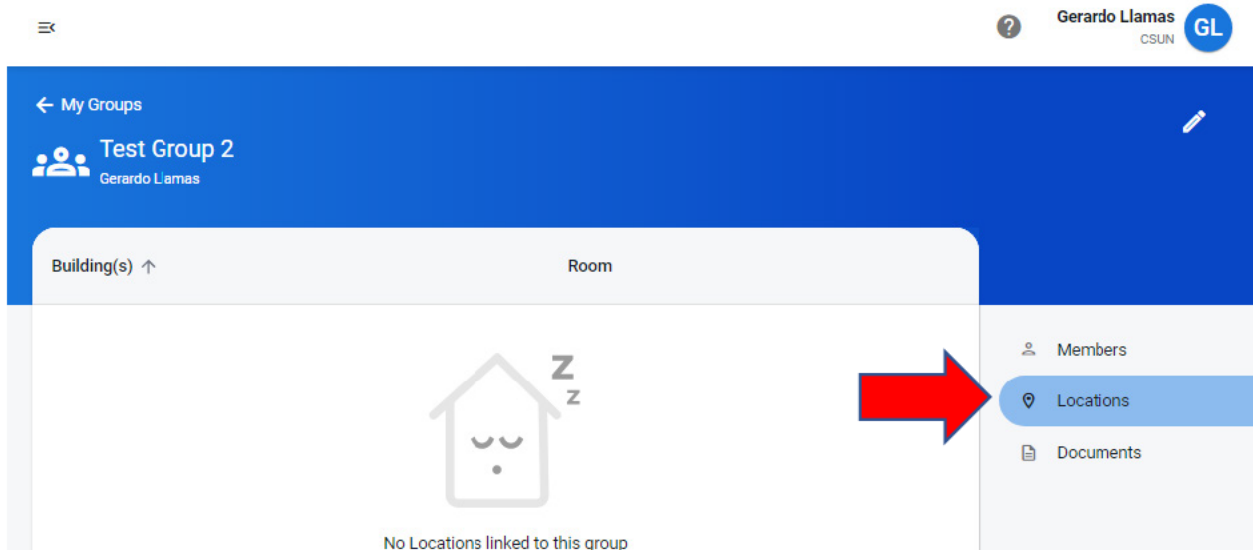 Gerardo Llamas
CSUN
GL
My Groups
Test Group 2
Gerardo Llamas
Building(s)
Room
Z
z
Members
Locations
Documents
No Locations linked to this group